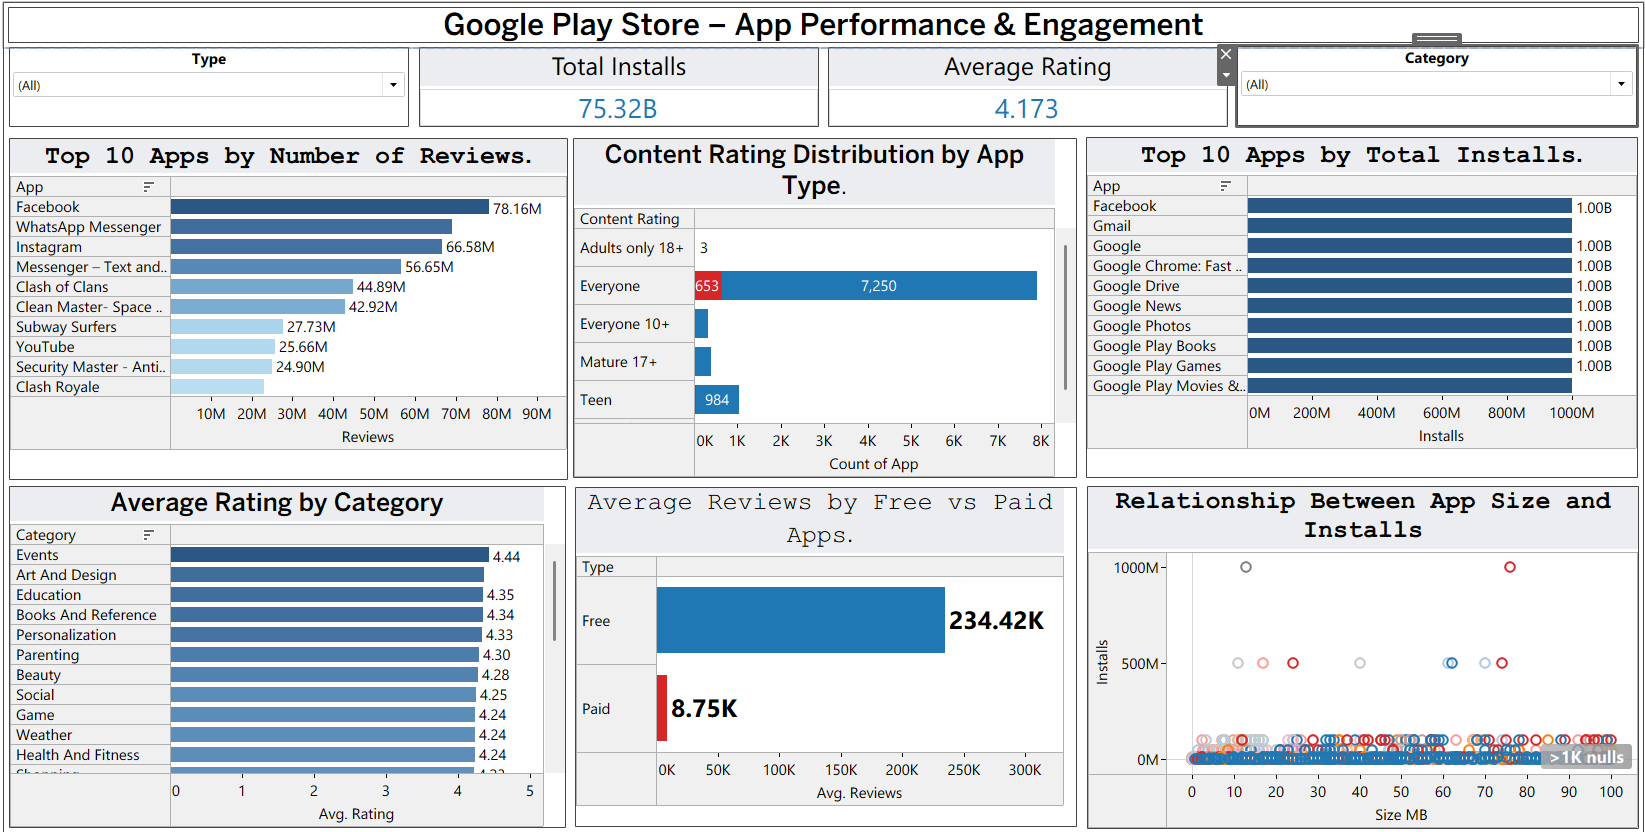 Google Play Store – App Performance & Engagement
Type
(All)
Total Installs
75.32B
Average Rating
4.173
Category
(All)
Top 10 Apps by Number of Reviews.
App
Facebook 78.16M
WhatsApp Messenger
Instagram 66.58M
Messenger – Text and.. 56.65M
Clash of Clans 44.89M
Clean Master- Space .. 42.92M
Subway Surfers 27.73M
YouTube 25.66M
Security Master - Anti.. 24.90M
Clash Royale
10M 20M 30M 40M 50M 60M 70M 80M 90M
Reviews
Content Rating Distribution by App
Type.
Content Rating
Adults only 18+ 3
Everyone 653 7,250
Everyone 10+
Mature 17+
Teen 984
0K 1K 2K 3K 4K 5K 6K 7K 8K
Count of App
Top 10 Apps by Total Installs.
App
Facebook 1.00B
Gmail
Google 1.00B
Google Chrome: Fast .. 1.00B
Google Drive 1.00B
Google News 1.00B
Google Photos 1.00B
Google Play Books 1.00B
Google Play Games 1.00B
Google Play Movies &..
0M 200M 400M 600M 800M 1000M
Installs
Average Rating by Category
Category
Events 4.44
Art And Design
Education 4.35
Books And Reference 4.34
Personalization 4.33
Parenting 4.30
Beauty 4.28
Social 4.25
Game 4.24
Weather 4.24
Health And Fitness 4.24
0 1 2 3 4 5
Avg. Rating
Average Reviews by Free vs Paid
Apps.
Type
Free 234.42K
Paid 8.75K
0K 50K 100K 150K 200K 250K 300K
Avg. Reviews
Relationship Between App Size and
Installs
1000M
500M
0M
Installs
>1K nulls
0 10 20 30 40 50 60 70 80 90 100
Size MB